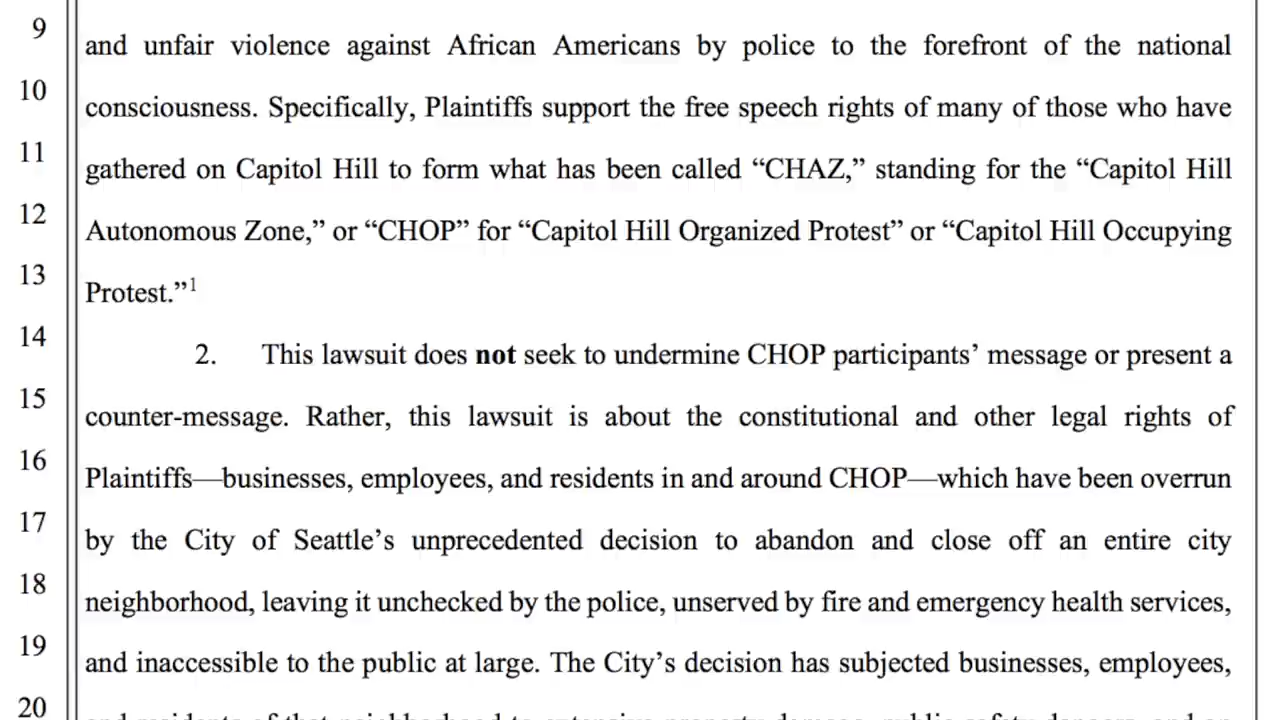 9 and unfair violence against African Americans by police to the forefront of the national
10 consciousness. Specifically, Plaintiffs support the free speech rights of many of those who have
11 gathered on Capitol Hill to form what has been called “CHAZ,” standing for the “Capitol Hill
12 Autonomous Zone,” or “CHOP” for “Capitol Hill Organized Protest” or “Capitol Hill Occupying
13 Protest.”1
14 2. This lawsuit does not seek to undermine CHOP participants’ message or present a
15 counter-message. Rather, this lawsuit is about the constitutional and other legal rights of
16 Plaintiffs—businesses, employees, and residents in and around CHOP—which have been overrun
17 by the City of Seattle’s unprecedented decision to abandon and close off an entire city
18 neighborhood, leaving it unchecked by the police, unserved by fire and emergency health services,
19 and inaccessible to the public at large. The City’s decision has subjected businesses, employees,
20